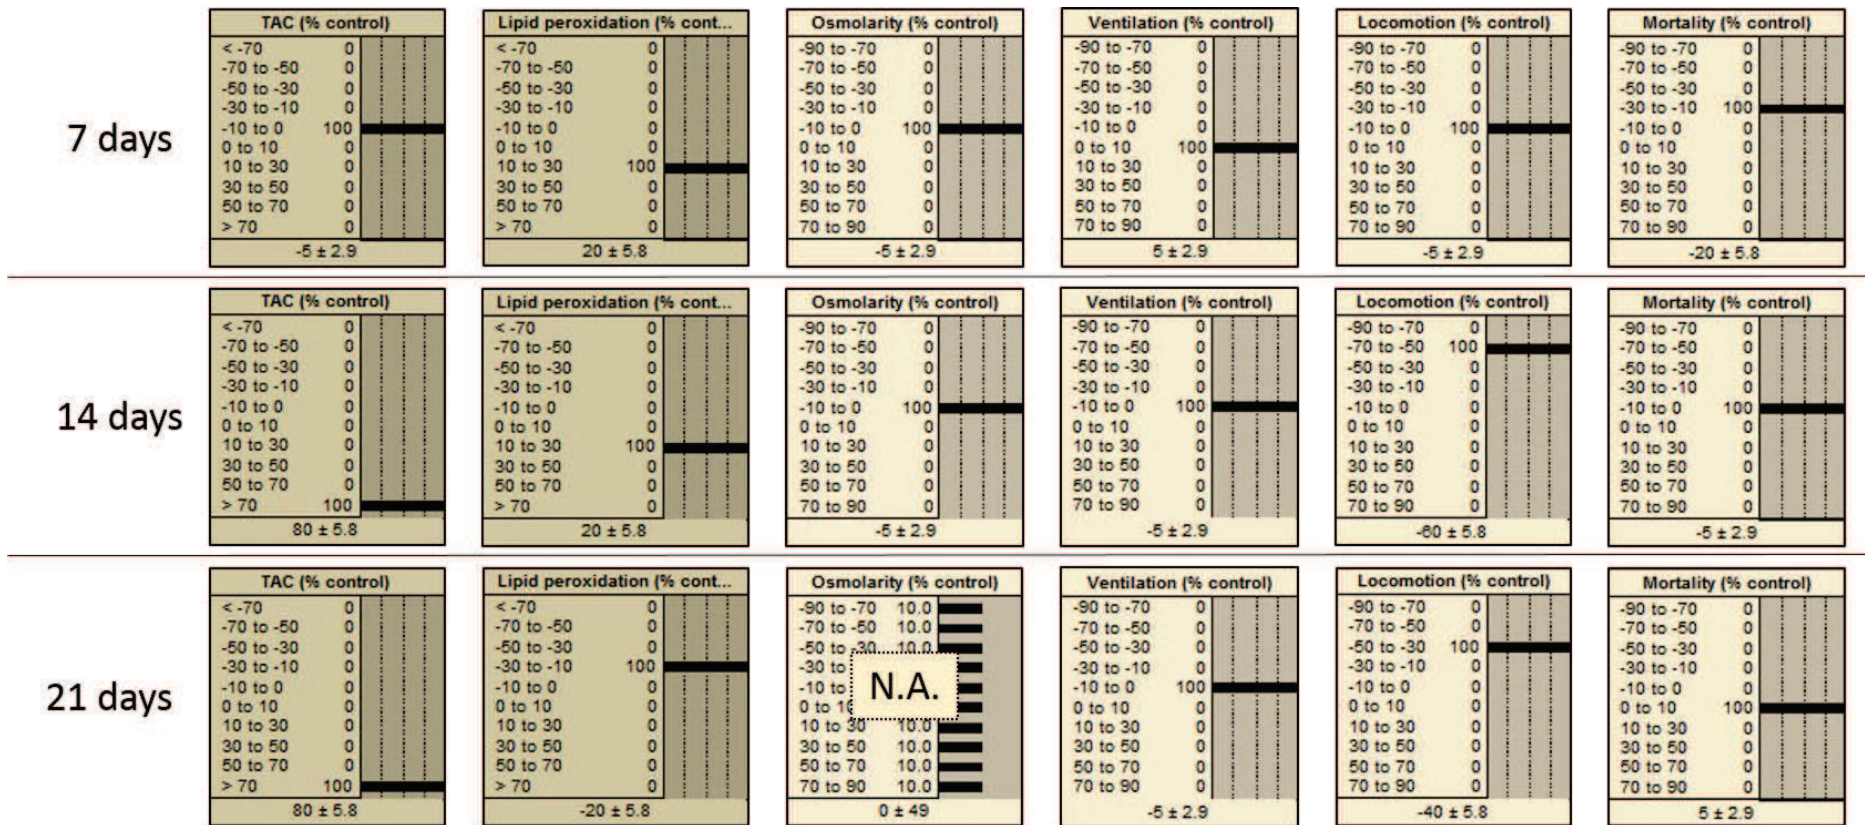 TAC (% control) Lipid peroxidation (% cont... Osmolarity (% control) Ventilation (% control) Locomotion (% control) Mortality (% control)
< -70 0 < -70 0 -90 to -70 0 -90 to -70 0 -90 to -70 0 -90 to -70 0
-70 to -50 0 -70 to -50 0 -70 to -50 0 -70 to -50 0 -70 to -50 0 -70 to -50 0
-50 to -30 0 -50 to -30 0 -50 to -30 0 -50 to -30 0 -50 to -30 0 -50 to -30 0
-30 to -10 0 -30 to -10 0 -30 to -10 0 -30 to -10 0 -30 to -10 0 -30 to -10 100
7 days -10 to 0 100 -10 to 0 0 -10 to 0 100 -10 to 0 0 -10 to 0 100 -10 to 0 0
0 to 10 0 0 to 10 0 0 to 10 0 0 to 10 100 0 to 10 0 0 to 10 0
10 to 30 0 10 to 30 100 10 to 30 0 10 to 30 0 10 to 30 0 10 to 30 0
30 to 50 0 30 to 50 0 30 to 50 0 30 to 50 0 30 to 50 0 30 to 50 0
50 to 70 0 50 to 70 0 50 to 70 0 50 to 70 0 50 to 70 0 50 to 70 0
> 70 0 > 70 0 70 to 90 0 70 to 90 0 70 to 90 0 70 to 90 0
-5 ± 2.9 20 ± 5.8 -5 ± 2.9 5 ± 2.9 -5 ± 2.9 -20 ± 5.8
TAC (% control) Lipid peroxidation (% cont... Osmolarity (% control) Ventilation (% control) Locomotion (% control) Mortality (% control)
< -70 0 < -70 0 -90 to -70 0 -90 to -70 0 -90 to -70 0 -90 to -70 0
-70 to -50 0 -70 to -50 0 -70 to -50 0 -70 to -50 0 -70 to -50 100 -70 to -50 0
-50 to -30 0 -50 to -30 0 -50 to -30 0 -50 to -30 0 -50 to -30 0 -50 to -30 0
-30 to -10 0 -30 to -10 0 -30 to -10 0 -30 to -10 0 -30 to -10 0 -30 to -10 0
14 days -10 to 0 0 -10 to 0 0 -10 to 0 100 -10 to 0 100 -10 to 0 0 -10 to 0 100
0 to 10 0 0 to 10 0 0 to 10 0 0 to 10 0 0 to 10 0 0 to 10 0
10 to 30 0 10 to 30 100 10 to 30 0 10 to 30 0 10 to 30 0 10 to 30 0
30 to 50 0 30 to 50 0 30 to 50 0 30 to 50 0 30 to 50 0 30 to 50 0
50 to 70 0 50 to 70 0 50 to 70 0 50 to 70 0 50 to 70 0 50 to 70 0
> 70 100 > 70 0 70 to 90 0 70 to 90 0 70 to 90 0 70 to 90 0
80 ± 5.8 20 ± 5.8 -5 ± 2.9 -5 ± 2.9 -60 ± 5.8 -5 ± 2.9
TAC (% control) Lipid peroxidation (% cont... Osmolarity (% control) Ventilation (% control) Locomotion (% control) Mortality (% control)
< -70 0 < -70 0 -90 to -70 10.0 -90 to -70 0 -90 to -70 0 -90 to -70 0
-70 to -50 0 -70 to -50 0 -70 to -50 10.0 -70 to -50 0 -70 to -50 0 -70 to -50 0
-50 to -30 0 -50 to -30 0 -50 to -30 10.0 -50 to -30 0 -50 to -30 100 -50 to -30 0
-30 to -10 0 -30 to -10 100 -30 to -30 to -10 0 -30 to -10 0 -30 to -10 0
21 days -10 to 0 0 -10 to 0 0 -10 to N.A. -10 to 0 100 -10 to 0 0 -10 to 0 0
0 to 10 0 0 to 10 0 0 to 0 to 10 0 0 to 10 0 0 to 10 100
10 to 30 0 10 to 30 0 10 to 30 10.0 10 to 30 0 10 to 30 0 10 to 30 0
30 to 50 0 30 to 50 0 30 to 50 10.0 30 to 50 0 30 to 50 0 30 to 50 0
50 to 70 0 50 to 70 0 50 to 70 10.0 50 to 70 0 50 to 70 0 50 to 70 0
> 70 100 > 70 0 70 to 90 10.0 70 to 90 0 70 to 90 0 70 to 90 0
80 ± 5.8 -20 ± 5.8 0 ± 49 -5 ± 2.9 -40 ± 5.8 5 ± 2.9